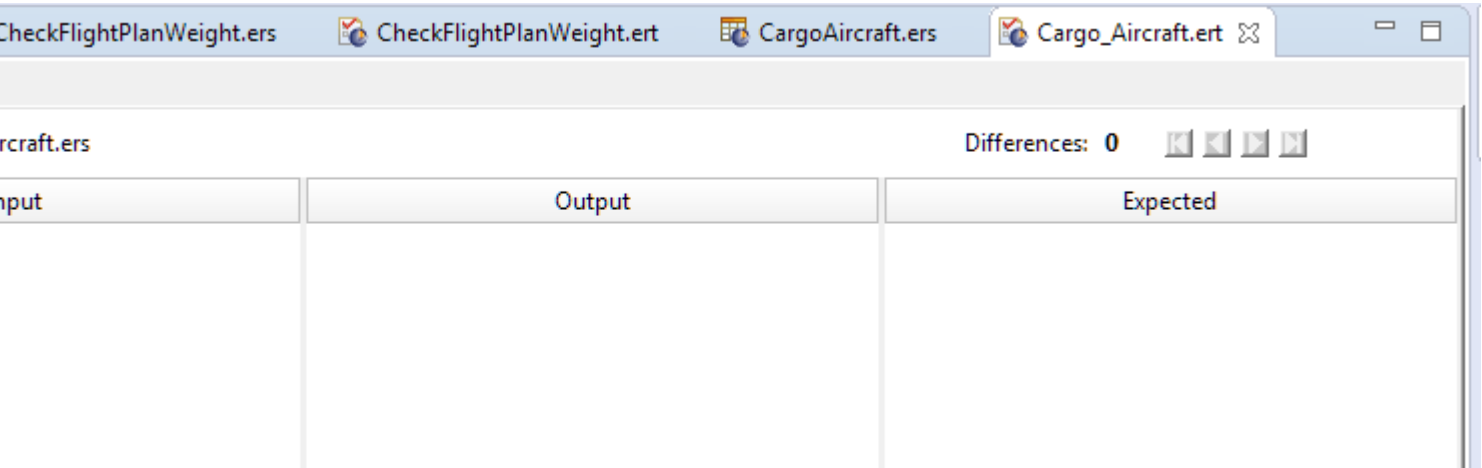 CheckFlightPlanWeight.ers CheckFlightPlanWeight.ert CargoAircraft.ers Cargo_Aircraft.ert
rcraft.ers Differences: 0
nput Output Expected